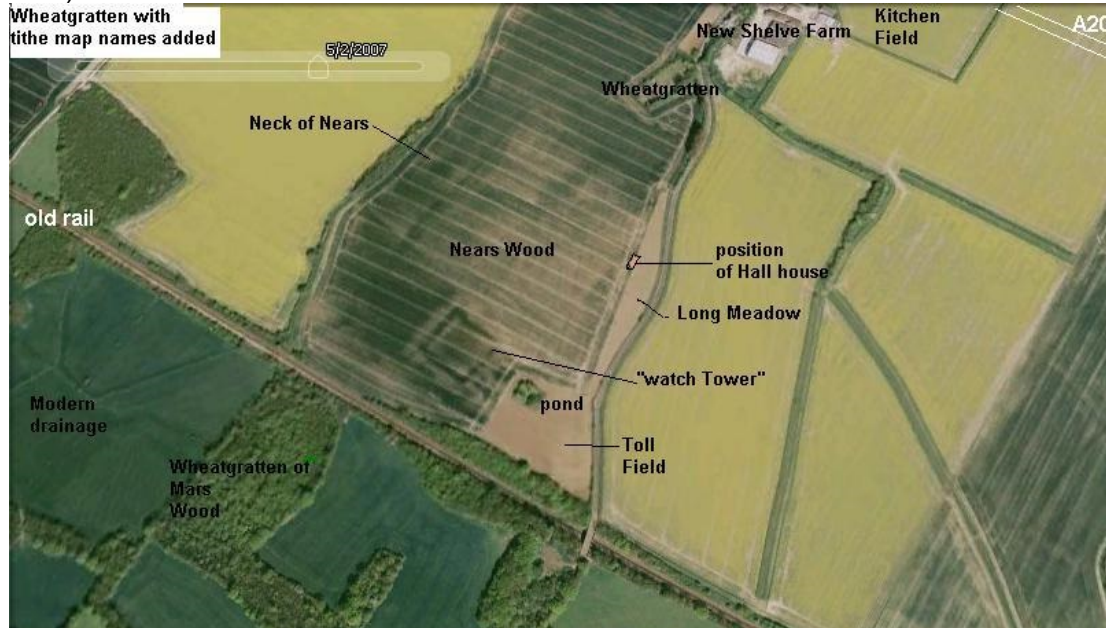 Wheatgratten with
tithe map names added
5/2/2007
New Shelve Farm
Kitchen
Field
A20
Wheatgratten
Neck of Nears
old rail
Nears Wood
position
of Hall house
Long Meadow
"watch Tower"
pond
Modern
drainage
Toll
Field
Wheatgratten of
Mars
Wood